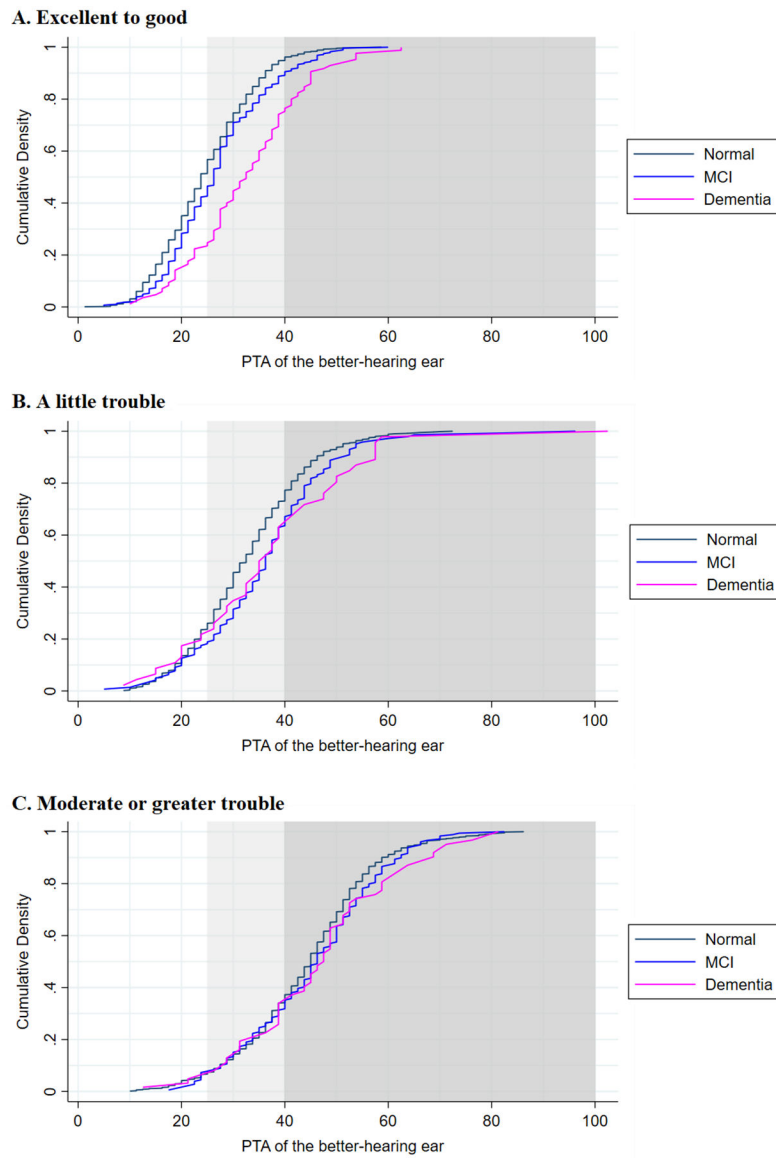 A. Excellent to good
1
.8
.6
.4
.2
0
Cumulative Density
0 20 40 60 80 100
PTA of the better-hearing ear
Normal
MCI
Dementia
B. A little trouble
1
.8
.6
.4
.2
0
Cumulative Density
0 20 40 60 80 100
PTA of the better-hearing ear
Normal
MCI
Dementia
C. Moderate or greater trouble
1
.8
.6
.4
.2
0
Cumulative Density
0 20 40 60 80 100
PTA of the better-hearing ear
Normal
MCI
Dementia